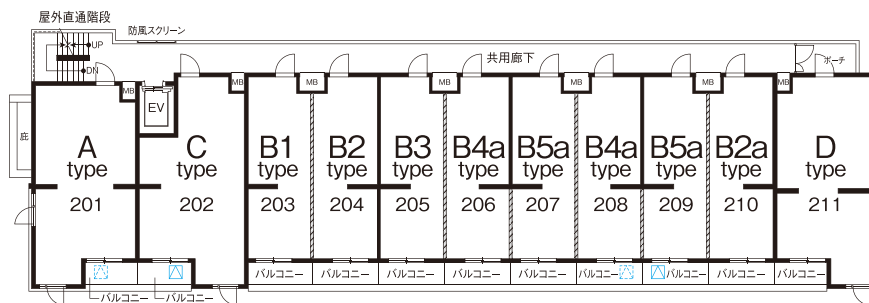 屋外直通階段
防風スクリーン
UP
DN
共用廊下
ポーチ
MB
EV
MB
MB
MB
MB
MB
MB
庇
A
type
201
C
type
202
B1
type
203
B2
type
204
B3
type
205
B4a
type
206
B5a
type
207
B4a
type
208
B5a
type
209
B2a
type
210
D
type
211
バルコニー
バルコニー
バルコニー
バルコニー
バルコニー
バルコニー
バルコニー
バルコニー
バルコニー
バルコニー
バルコニー